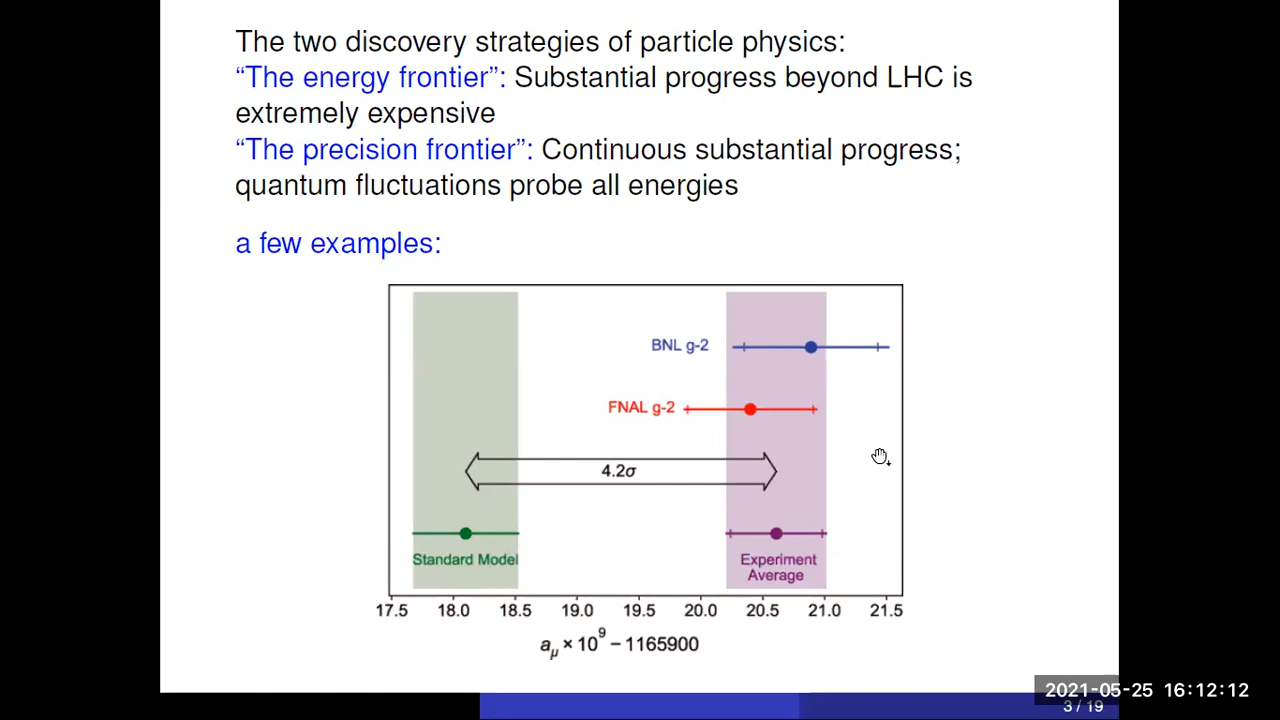 The two discovery strategies of particle physics:
“The energy frontier”: Substantial progress beyond LHC is
extremely expensive
“The precision frontier”: Continuous substantial progress;
quantum fluctuations probe all energies
a few examples:
BNL g-2
FNAL g-2
4.2σ
Standard Model
Experiment
Average
17.5 18.0 18.5 19.0 19.5 20.0 20.5 21.0 21.5
aμ × 10⁹ − 1165900
2021-05-25 16:12:12
3 / 19